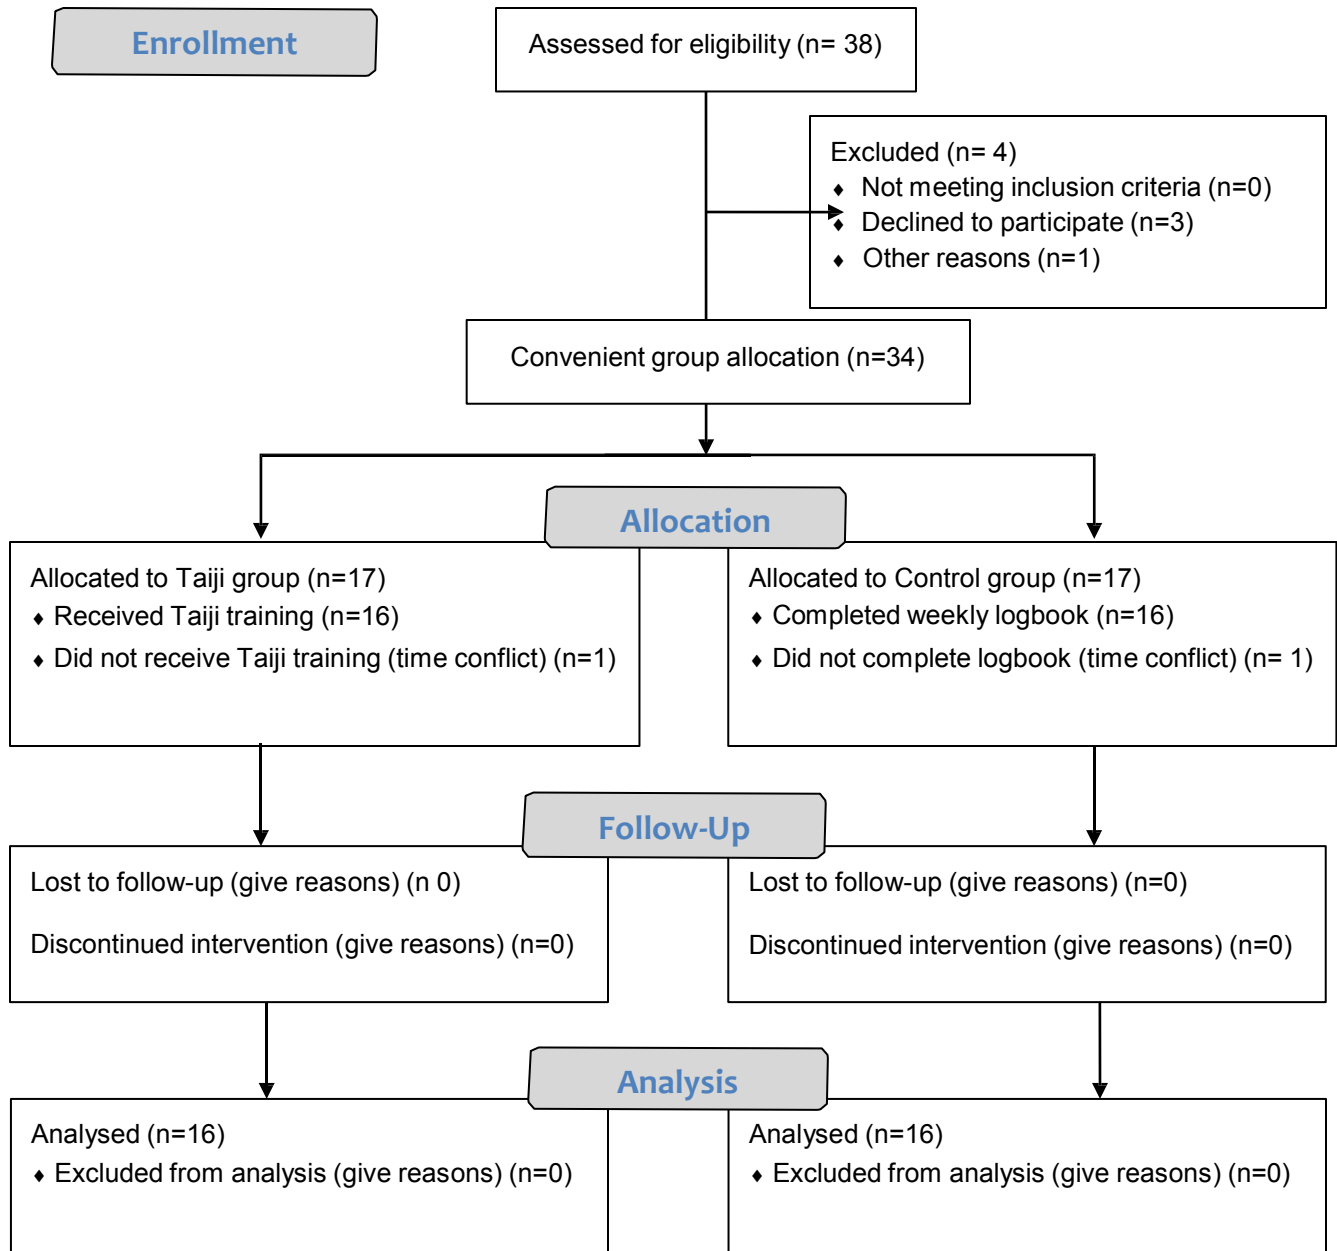 Enrollment
Assessed for eligibility (n= 38)
Excluded (n= 4)
♦ Not meeting inclusion criteria (n=0)
♦ Declined to participate (n=3)
♦ Other reasons (n=1)
Convenient group allocation (n=34)
Allocation
Allocated to Taiji group (n=17)
♦ Received Taiji training (n=16)
♦ Did not receive Taiji training (time conflict) (n=1)
Allocated to Control group (n=17)
♦ Completed weekly logbook (n=16)
♦ Did not complete logbook (time conflict) (n= 1)
Follow-Up
Lost to follow-up (give reasons) (n 0)
Discontinued intervention (give reasons) (n=0)
Lost to follow-up (give reasons) (n=0)
Discontinued intervention (give reasons) (n=0)
Analysis
Analysed (n=16)
♦ Excluded from analysis (give reasons) (n=0)
Analysed (n=16)
♦ Excluded from analysis (give reasons) (n=0)